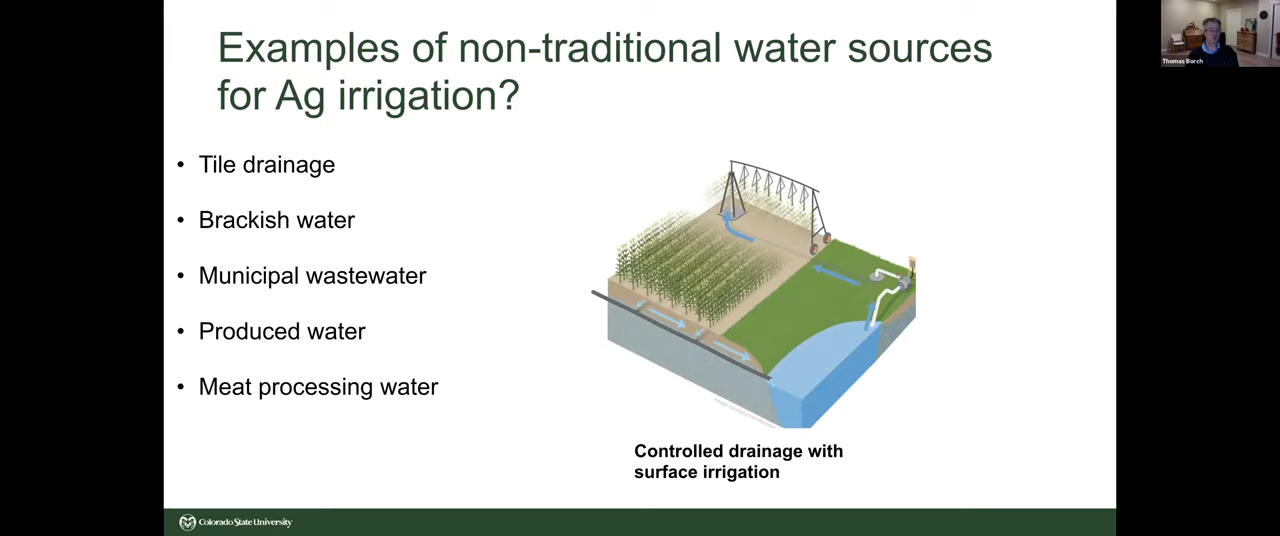 Examples of non-traditional water sources
for Ag irrigation?
Thomas Borch
• Tile drainage
• Brackish water
• Municipal wastewater
• Produced water
• Meat processing water
Controlled drainage with
surface irrigation
Colorado State University